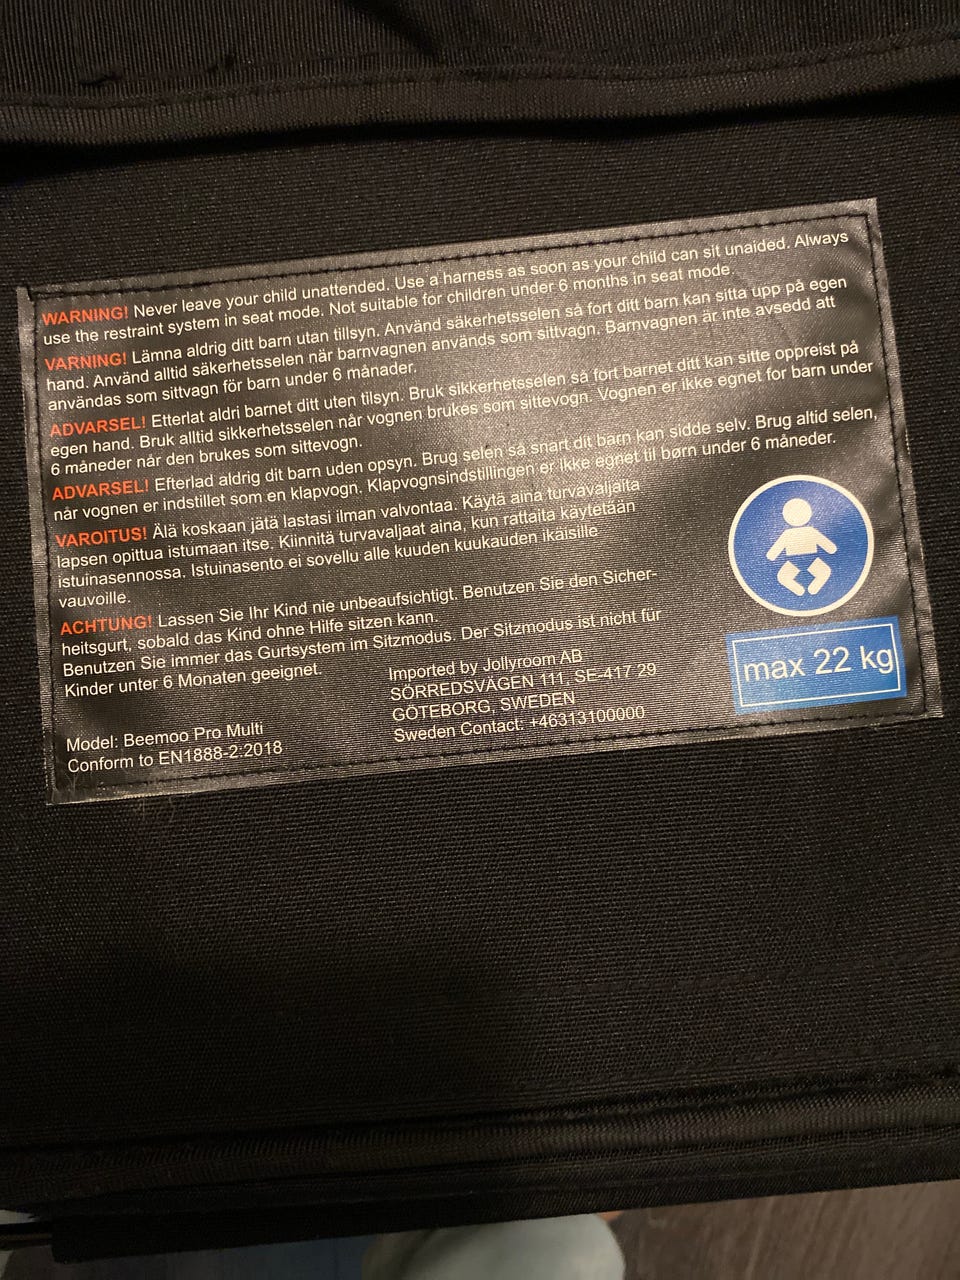 WARNING! Never leave your child unattended. Use a harness as soon as your child can sit unaided. Always
use the restraint system in seat mode. Not suitable for children under 6 months in seat mode.
VARNING! Lämna aldrig ditt barn utan tillsyn. Använd säkerhetsselen så fort ditt barn kan sitta upp på egen
hand. Använd alltid säkerhetsselen när barnvagnen används som sittvagn. Barnvagnen är inte avsedd att
användas som sittvagn för barn under 6 månader.
ADVARSEL! Etterlat aldri barnet ditt uten tilsyn. Bruk sikkerhetsselen så fort barnet ditt kan sitte oppreist på
egen hand. Bruk alltid sikkerhetsselen når vognen brukes som sittevogn. Vognen er ikke egnet for barn under
6 måneder når den brukes som sittevogn.
ADVARSEL! Efterlad aldrig dit barn uden opsyn. Brug selen så snart dit barn kan sidde selv. Brug altid selen,
når vognen er indstillet som en klapvogn. Klapvognsindstillingen er ikke egnet til børn under 6 måneder.
VAROITUS! Älä koskaan jätä lastasi ilman valvontaa. Käytä aina turvavaljaita
lapsen opittua istumaan itse. Kiinnitä turvavaljaat aina, kun rattaita käytetään
istuinasennossa. Istuinasento ei sovellu alle kuuden kuukauden ikäisille
vauvoille.
ACHTUNG! Lassen Sie Ihr Kind nie unbeaufsichtigt. Benutzen Sie den Sicher-
heitsgurt, sobald das Kind ohne Hilfe sitzen kann.
Benutzen Sie immer das Gurtsystem im Sitzmodus. Der Sitzmodus ist nicht für
Kinder unter 6 Monaten geeignet.
Model: Beemoo Pro Multi
Conform to EN1888-2:2018
Imported by Jollyroom AB
SÖRREDSVÄGEN 111, SE-417 29
GÖTEBORG, SWEDEN
Sweden Contact: +46313100000
max 22 kg